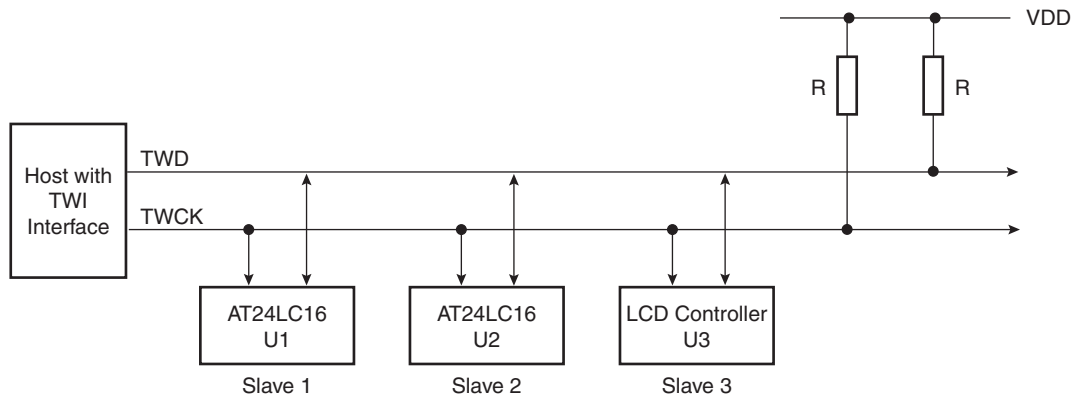 VDD
R
R
Host with
TWI
Interface
TWD
TWCK
AT24LC16
U1
AT24LC16
U2
LCD Controller
U3
Slave 1
Slave 2
Slave 3